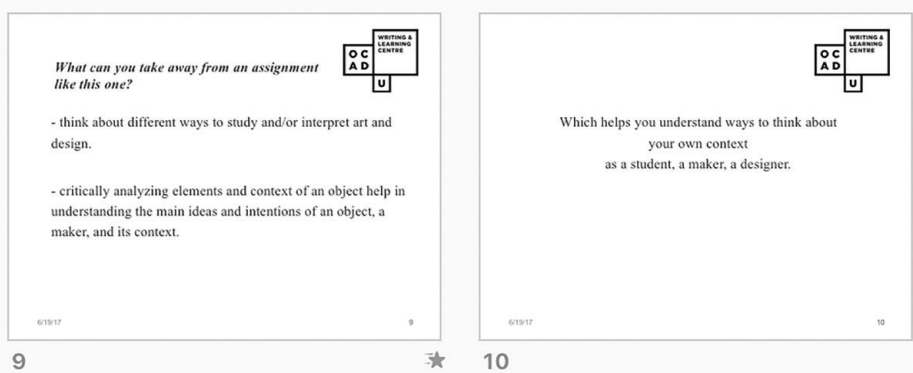 What can you take away from an assignment
like this one?
WRITING &
LEARNING
CENTRE
O C
A D
U
- think about different ways to study and/or interpret art and
design.
- critically analyzing elements and context of an object help in
understanding the main ideas and intentions of an object, a
maker, and its context.
6/19/17
9
9
WRITING &
LEARNING
CENTRE
O C
A D
U
Which helps you understand ways to think about
your own context
as a student, a maker, a designer.
6/19/17
10
10